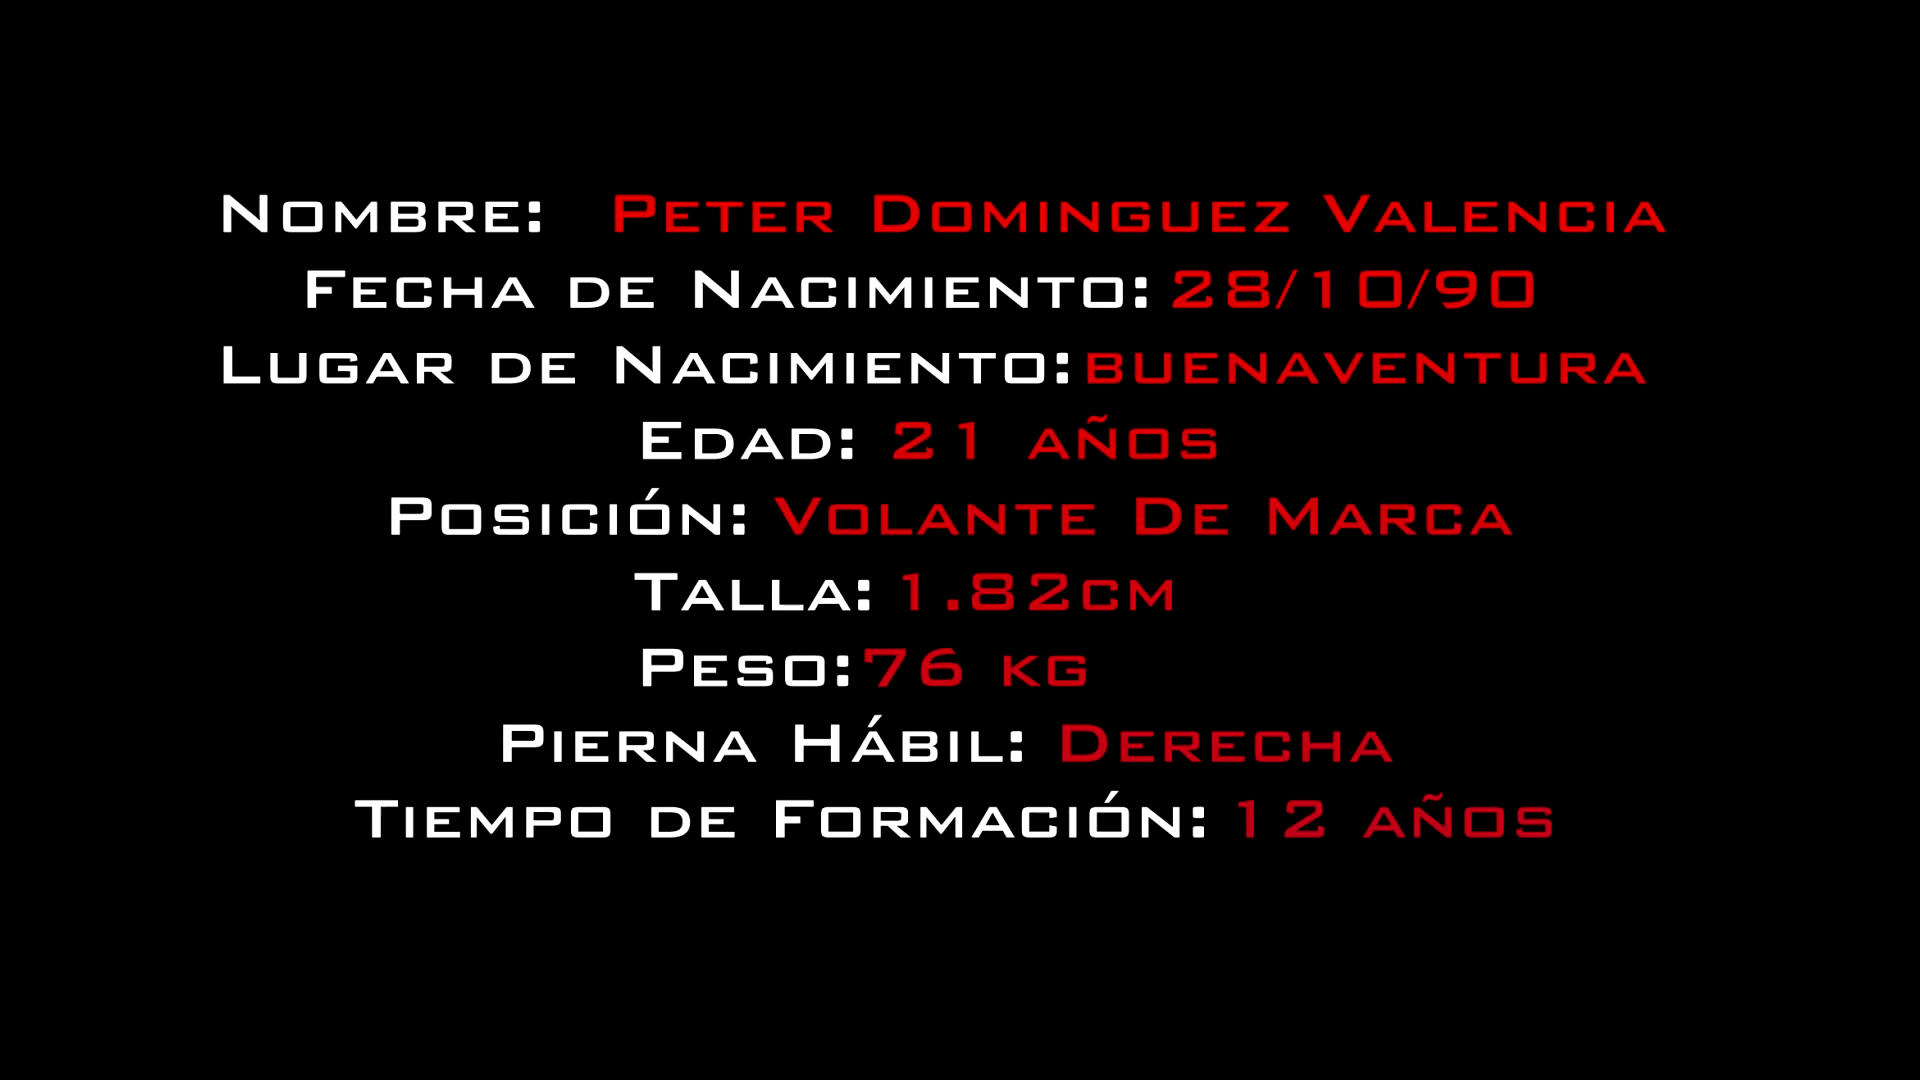 Nombre: Peter Dominguez Valencia
Fecha de Nacimiento: 28/10/90
Lugar de Nacimiento: buenaventura
Edad: 21 años
Posición: Volante De Marca
Talla: 1.82cm
Peso: 76 kg
Pierna Hábil: Derecha
Tiempo de Formación: 12 años